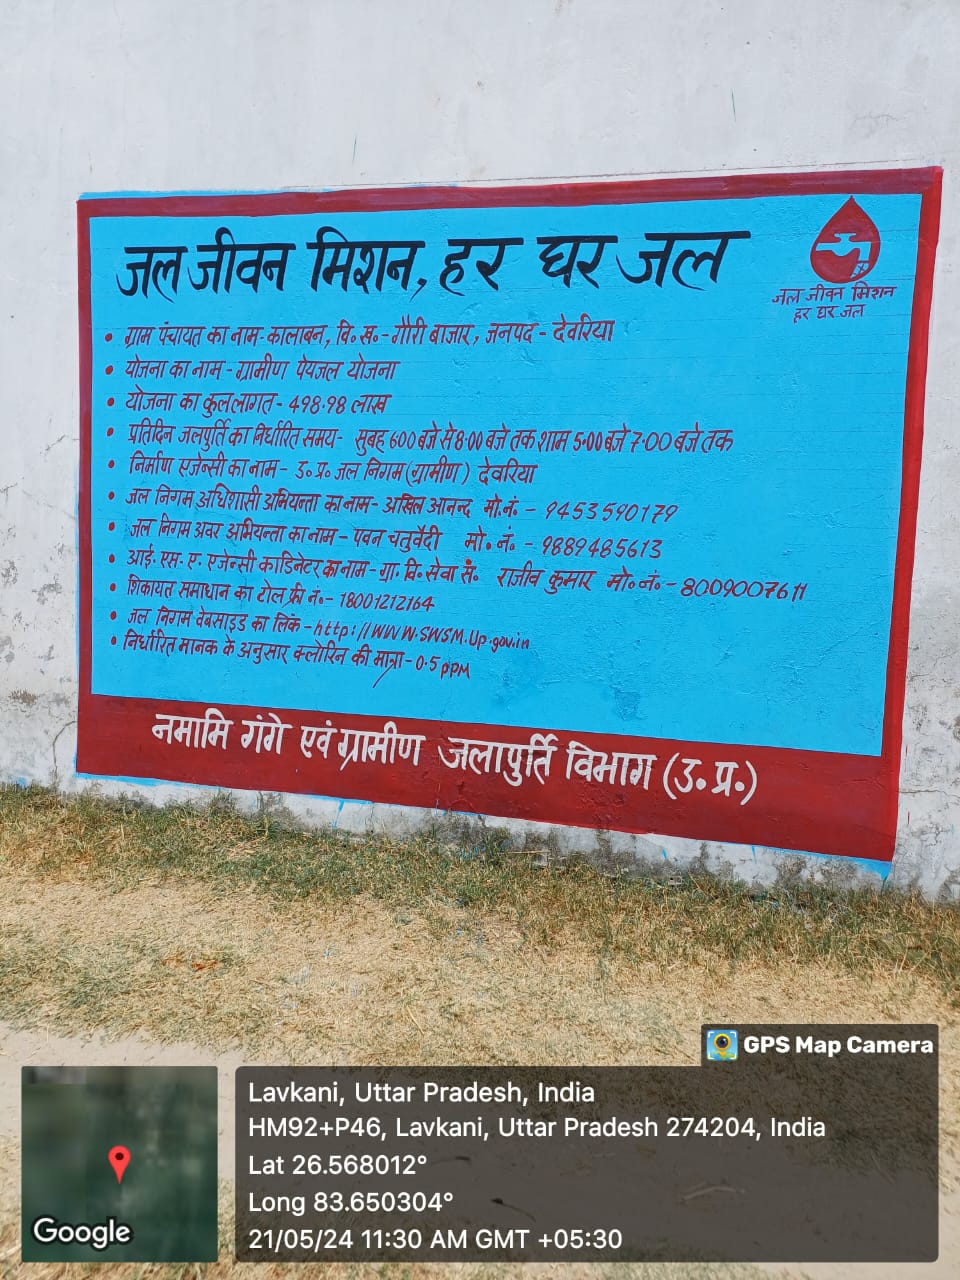 जल जीवन मिशन, हर घर जल
जल जीवन मिशन
हर घर जल
• ग्राम पंचायत का नाम-कालाबन, वि.ख.-गौरी बाजार, जनपद-देवरिया
• योजना का नाम-ग्रामीण पेयजल योजना
• योजना का कुल लागत-498.98 लाख
• प्रतिदिन जलपुर्ति का निर्धारित समय- सुबह 6:00 बजे से 8:00 बजे तक शाम 5:00 बजे 7:00 बजे तक
• निर्माण एजेन्सी का नाम- उ.प्र. जल निगम (ग्रामीण) देवरिया
• जल निगम अधिशासी अभियन्ता का नाम- अखिल आनन्द मो.नं. - 9453590179
• जल निगम अवर अभियन्ता का नाम- पवन चतुर्वेदी मो. नं. - 9889485613
• आई. एस. ए. एजेन्सी कार्डिनेटर का नाम- ग्रा. वि. सेवा सं. राजीव कुमार मो. नं.- 8009007611
• शिकायत समाधान का टोल फ्री नं.- 18001212164
• जल निगम वेबसाइड का लिंक -http://www.swsm.up.gov.in
• निर्धारित मानक के अनुसार क्लोरिन की मात्रा-0.5 PPM
नमामि गंगे एवं ग्रामीण जलापुर्ति विभाग (उ.प्र.)
GPS Map Camera
Lavkani, Uttar Pradesh, India
HM92+P46, Lavkani, Uttar Pradesh 274204, India
Lat 26.568012°
Long 83.650304°
21/05/24 11:30 AM GMT +05:30
Google